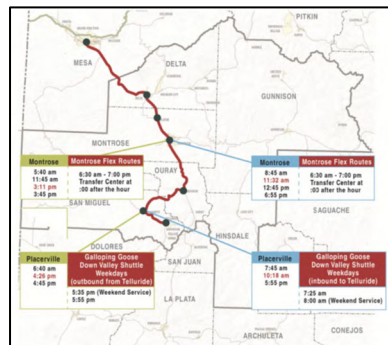 PITKIN
MESA
DELTA
GUNNISON
MONTROSE
Montrose
5:40 am
11:45 am
3:11 pm
3:45 pm
Montrose Flex Routes
6:30 am - 7:00 pm
Transfer Center at
:03 after the hour
OURAY
Montrose
8:45 am
11:32 am
12:45 pm
6:55 pm
Montrose Flex Routes
6:30 am - 7:00 pm
Transfer Center at
:03 after the hour
SAN MIGUEL
SAGUACHE
HINSDALE
DOLORES
SAN JUAN
Placerville
6:40 am
4:26 pm
4:45 pm
Galloping Goose
Down Valley Shuttle
Weekdays
(outbound from Telluride)
5:35 pm (Weekend Service)
5:55 pm
Placerville
7:45 am
10:18 am
5:55 pm
Galloping Goose
Down Valley Shuttle
Weekdays
(inbound to Telluride)
7:25 am
8:00 am (Weekend Service)
LA PLATA
ARCHULETA
CONEJOS